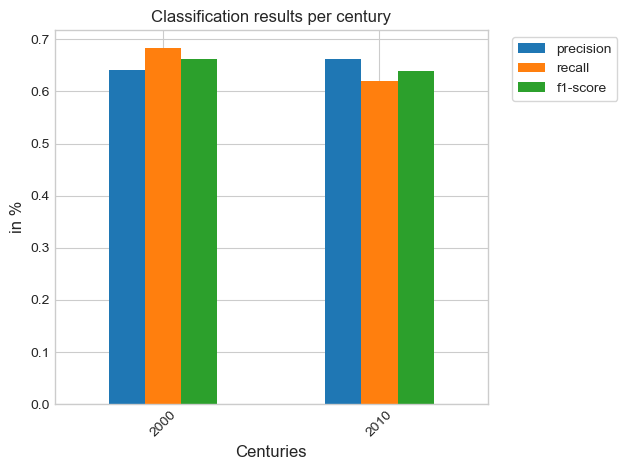 Classification results per century
precision
recall
f1-score
0.7
0.6
0.5
0.4
0.3
0.2
0.1
0.0
in %
2000
2010
Centuries